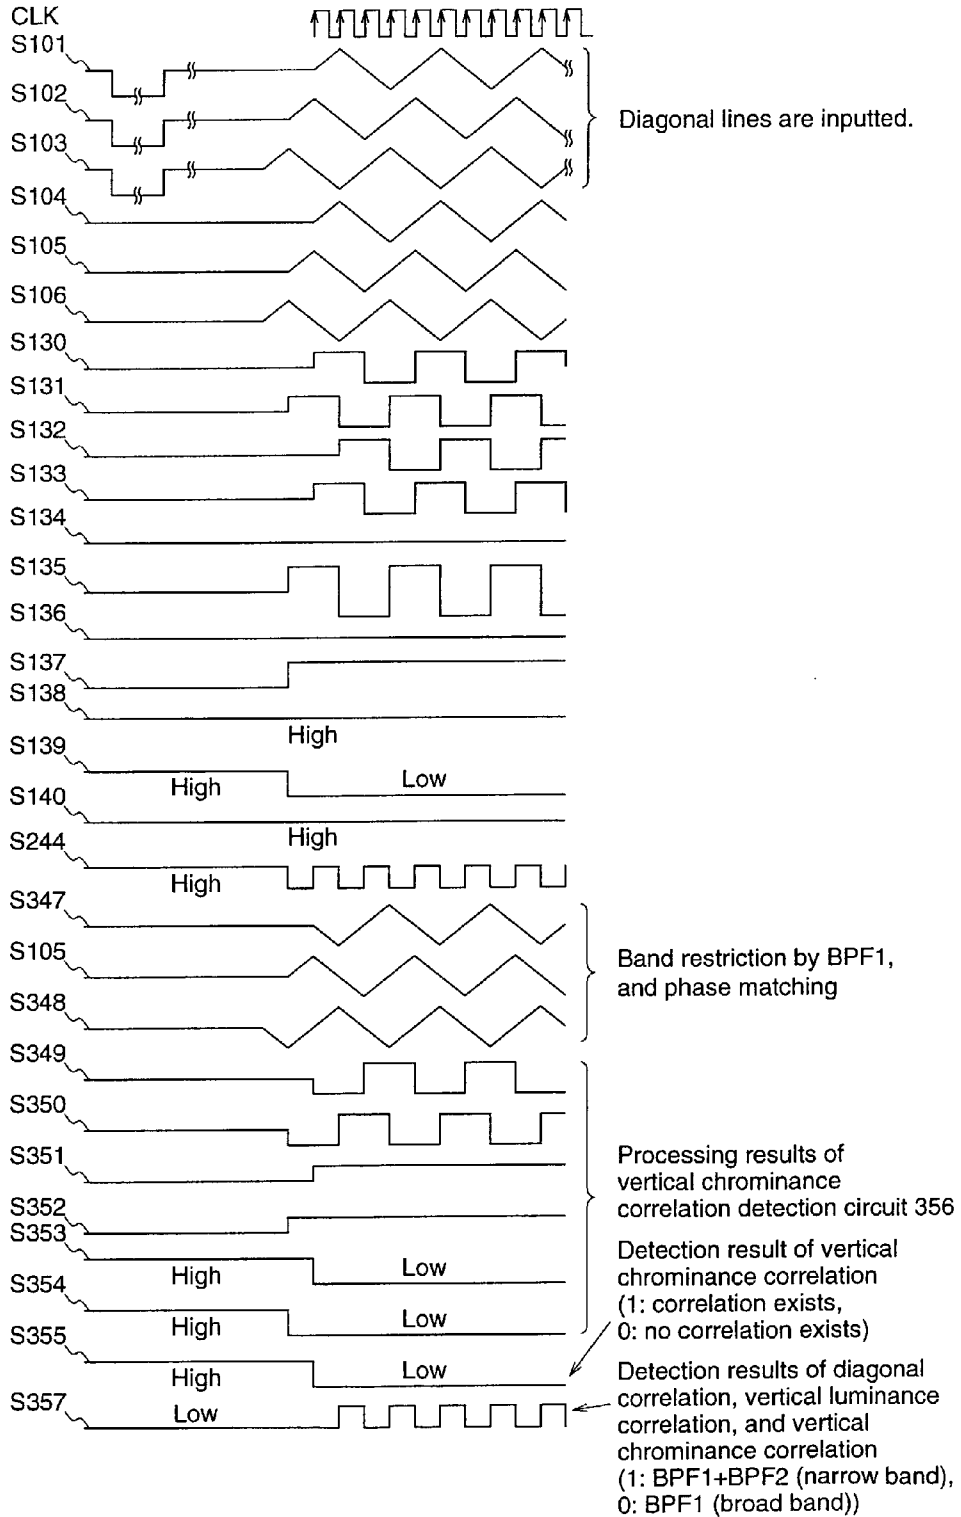 CLK
S101
S102
Diagonal lines are inputted.
S103
S104
S105
S106
S130
S131
S132
S133
S134
S135
S136
S137
S138
High
S139
High
Low
S140
High
S244
High
S347
S105
Band restriction by BPF1,
and phase matching
S348
S349
S350
S351
Processing results of
vertical chrominance
correlation detection circuit 356
S352
S353
High
Low
Detection result of vertical
chrominance correlation
(1: correlation exists,
0: no correlation exists)
S354
High
Low
S355
High
Low
S357
Low
Detection results of diagonal
correlation, vertical luminance
correlation, and vertical
chrominance correlation
(1: BPF1+BPF2 (narrow band),
0: BPF1 (broad band))